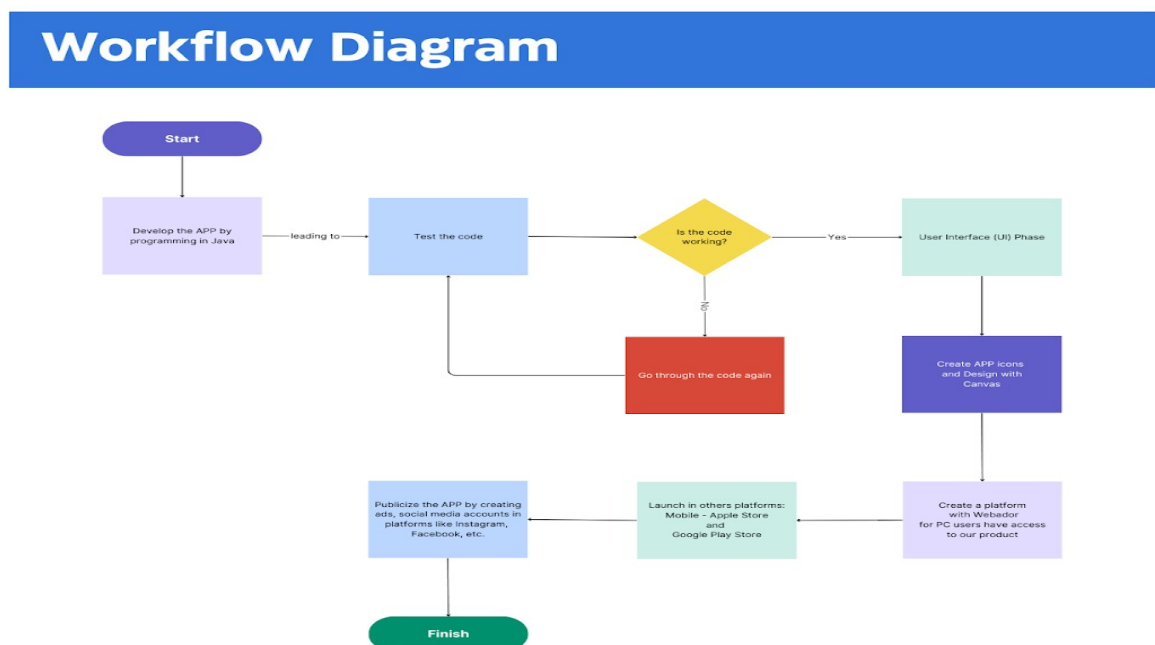 Workflow Diagram
Start
Develop the APP by
programming in Java
leading to
Test the code
Is the code
working?
Yes
User Interface (UI) Phase
No
Go through the code again
Create APP icons
and Design with
Canvas
Create a platform
with Webador
for PC users have access
to our product
Launch in others platforms:
Mobile - Apple Store
and
Google Play Store
Publicize the APP by creating
ads, social media accounts in
platforms like Instagram,
Facebook, etc.
Finish